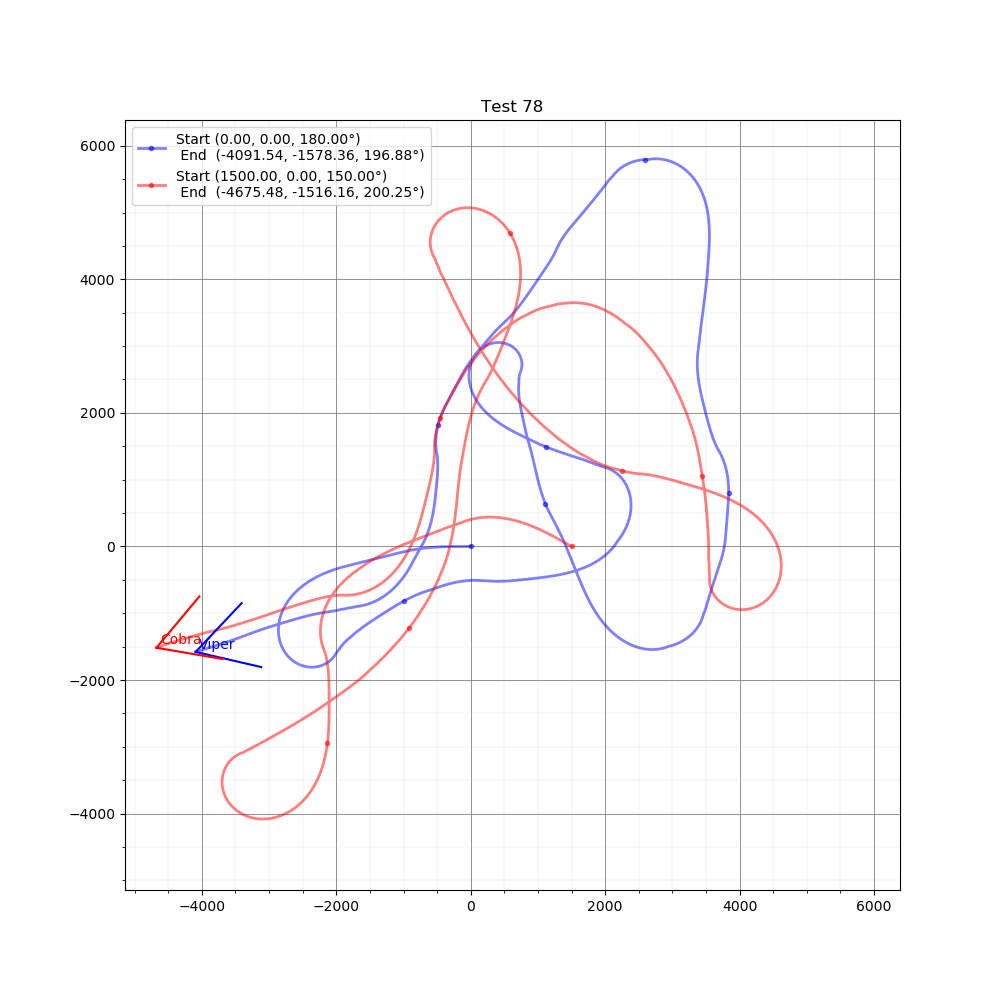 Test 78
Start (0.00, 0.00, 180.00°)
End (-4091.54, -1578.36, 196.88°)
Start (1500.00, 0.00, 150.00°)
End (-4675.48, -1516.16, 200.25°)
6000
4000
2000
0
−2000
−4000
Cobra
Viper
−4000
−2000
0
2000
4000
6000